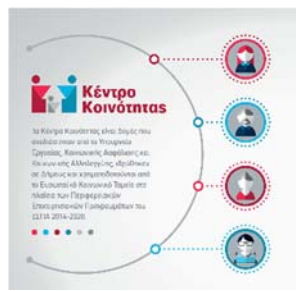 Κέντρο
Κοινότητας
Τα Κέντρα Κοινότητας είναι δομές που
σχεδιάστηκαν από το Υπουργείο
Εργασίας, Κοινωνικής Ασφάλισης και
Κοινωνικής Αλληλεγγύης, ιδρύθηκαν
σε Δήμους και χρηματοδοτούνται από
το Ευρωπαϊκό Κοινωνικό Ταμείο στο
πλαίσιο των Περιφερειακών
Επιχειρησιακών Προγραμμάτων του
ΕΣΠΑ 2014-2020.